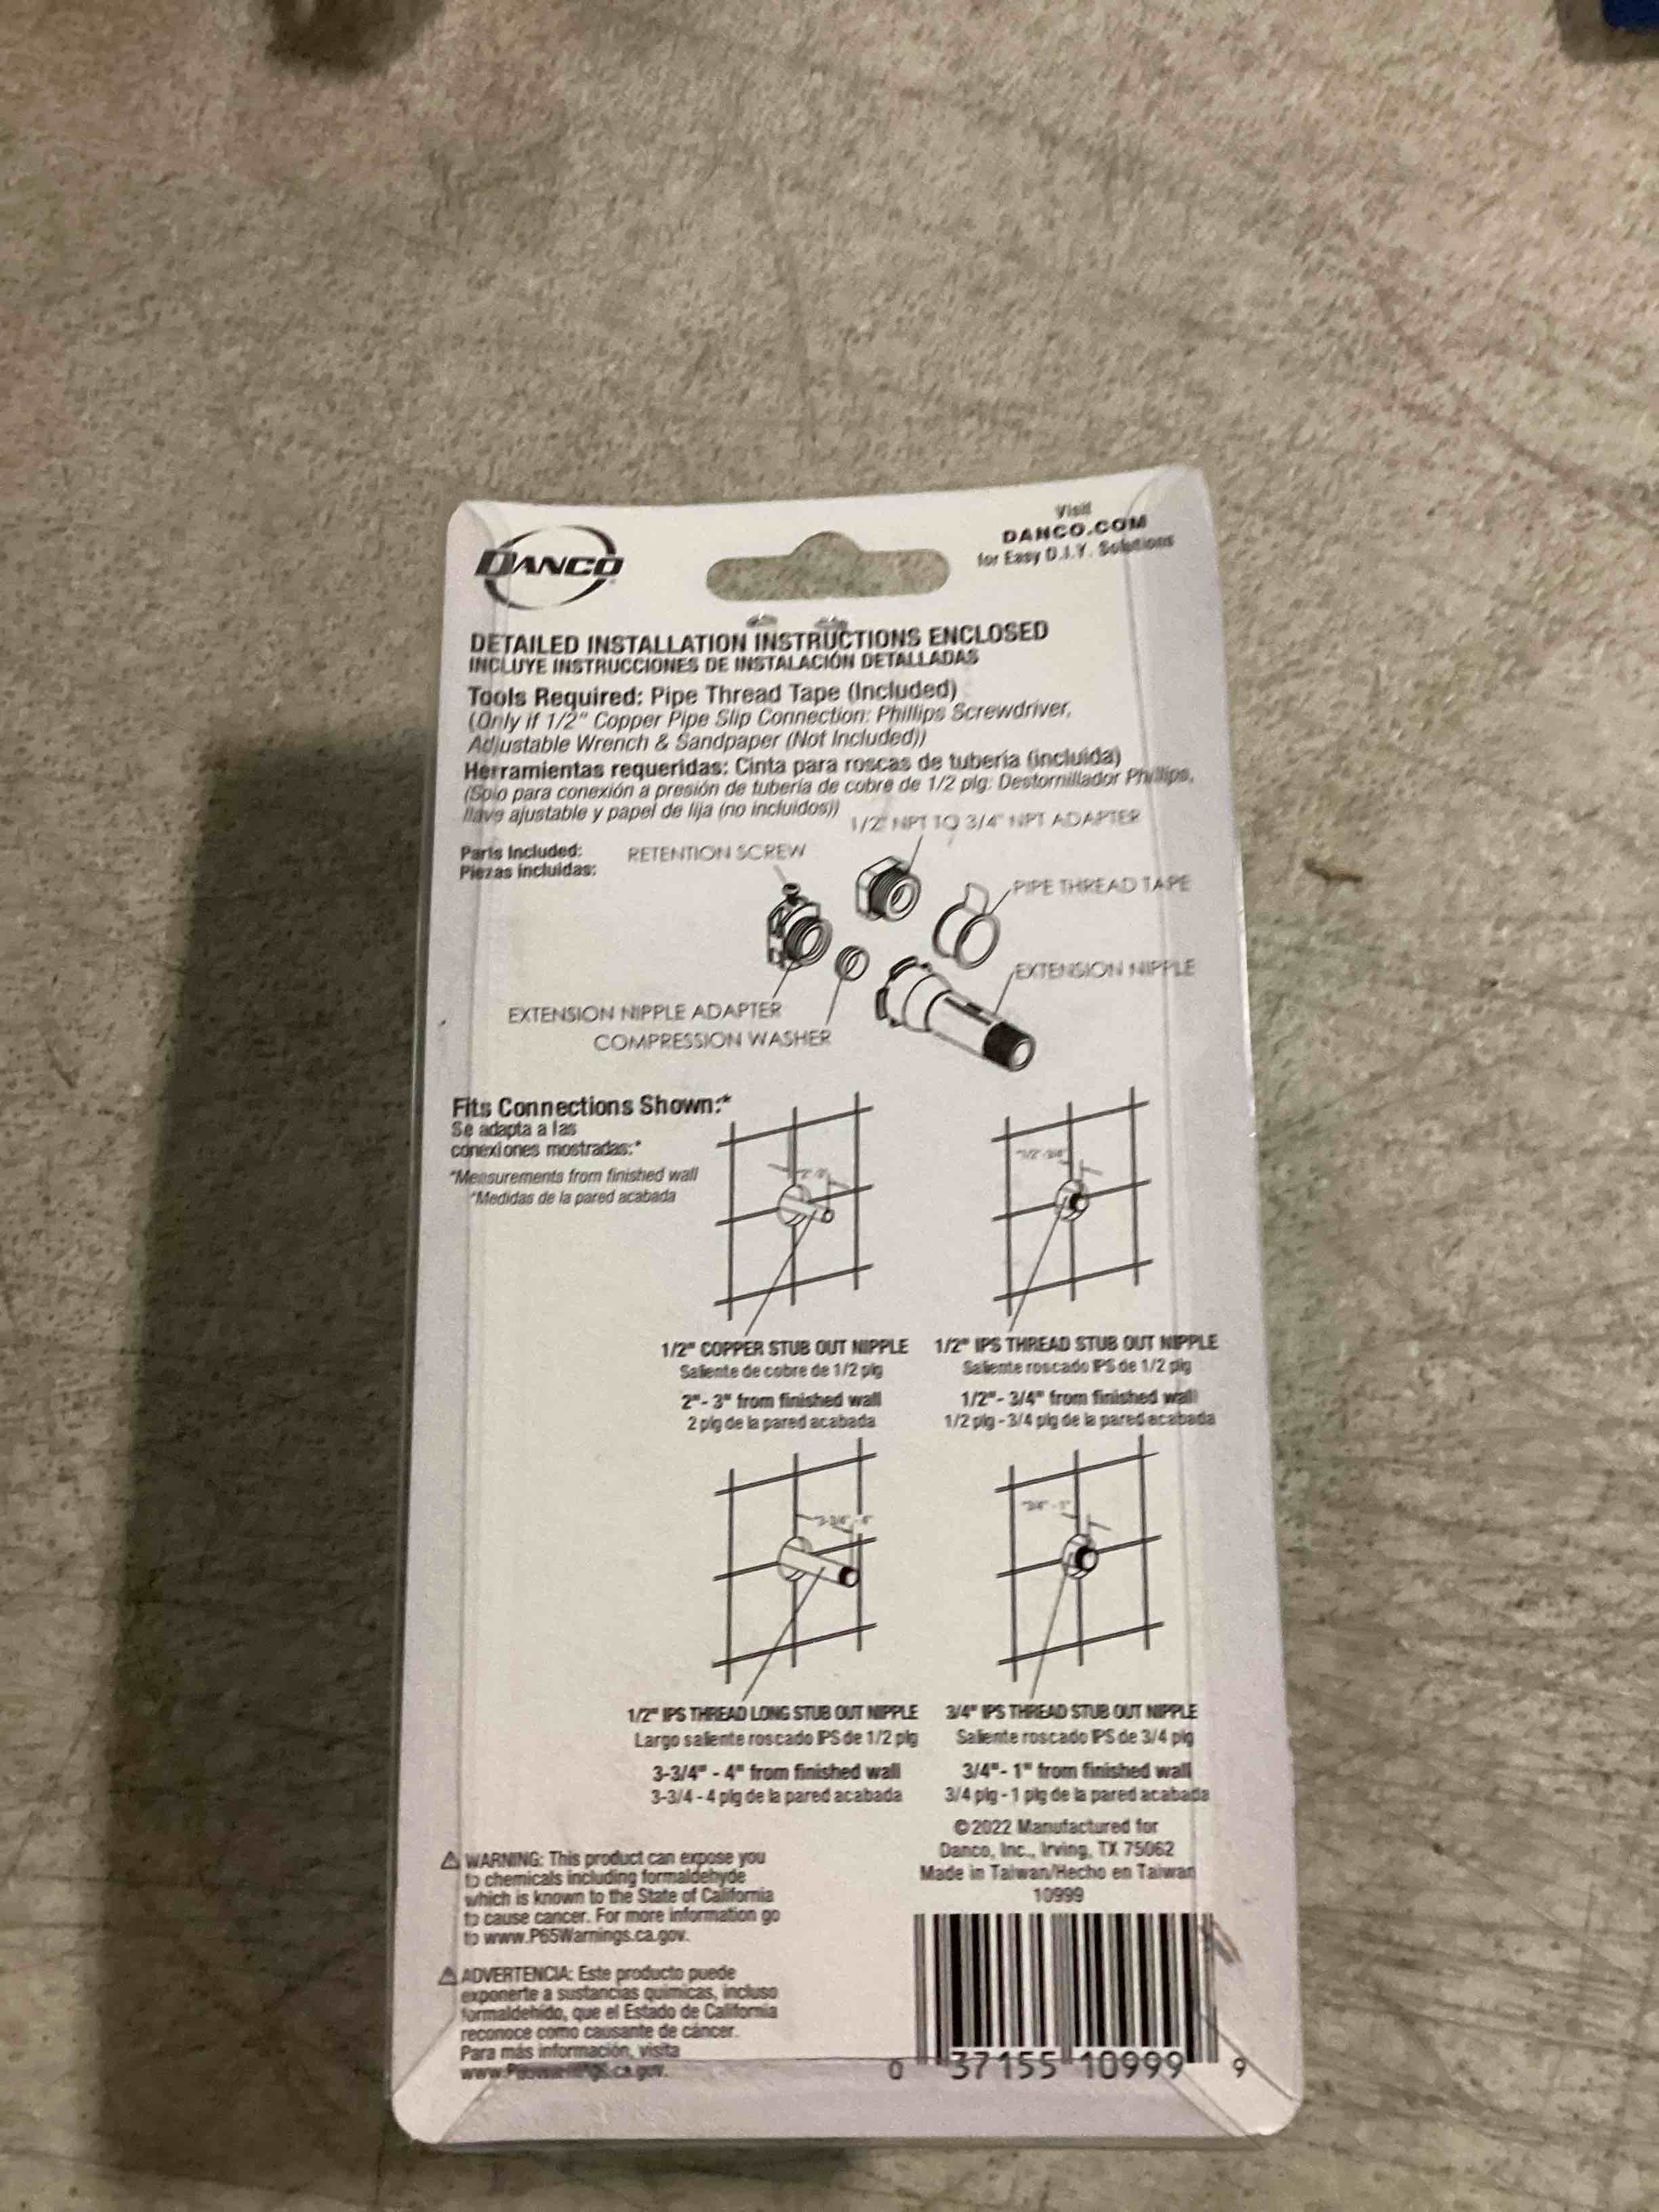 DANCO
Visit
DANCO.COM
for Easy D.I.Y. Solutions
DETAILED INSTALLATION INSTRUCTIONS ENCLOSED
INCLUYE INSTRUCCIONES DE INSTALACIÓN DETALLADAS
Tools Required: Pipe Thread Tape (Included)
(Only if 1/2" Copper Pipe Slip Connection: Phillips Screwdriver,
Adjustable Wrench & Sandpaper (Not Included))
Herramientas requeridas: Cinta para roscas de tubería (incluida)
(Solo para conexión a presión de tubería de cobre de 1/2 plg: Destornillador Phillips,
llave ajustable y papel de lija (no incluidos))
1/2" NPT TO 3/4" NPT ADAPTER
Parts Included:
Piezas incluidas:
RETENTION SCREW
PIPE THREAD TAPE
EXTENSION NIPPLE
EXTENSION NIPPLE ADAPTER
COMPRESSION WASHER
Fits Connections Shown:*
Se adapta a las
conexiones mostradas:*
*Measurements from finished wall
*Medidas de la pared acabada
1/2" COPPER STUB OUT NIPPLE
Saliente de cobre de 1/2 plg
2"- 3" from finished wall
2 plg de la pared acabada
1/2" IPS THREAD STUB OUT NIPPLE
Saliente roscado IPS de 1/2 plg
1/2"- 3/4" from finished wall
1/2 plg - 3/4 plg de la pared acabada
"3/4" - 1"
1/2" IPS THREAD LONG STUB OUT NIPPLE
Largo saliente roscado IPS de 1/2 plg
3-3/4" - 4" from finished wall
3-3/4 - 4 plg de la pared acabada
3/4" IPS THREAD STUB OUT NIPPLE
Saliente roscado IPS de 3/4 plg
3/4"- 1" from finished wall
3/4 plg - 1 plg de la pared acabada
©2022 Manufactured for
Danco, Inc., Irving, TX 75062
Made in Taiwan/Hecho en Taiwan
10999
WARNING: This product can expose you
to chemicals including formaldehyde
which is known to the State of California
to cause cancer. For more information go
to www.P65Warnings.ca.gov.
ADVERTENCIA: Este producto puede
exponerte a sustancias químicas, incluso
formaldehído, que el Estado de California
reconoce como causante de cáncer.
Para más información, visita
0 37155 10999 9